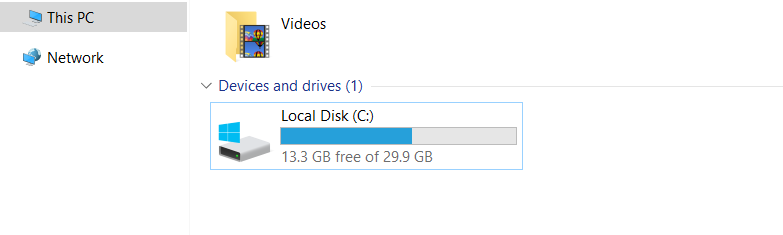 This PC
Network
Videos
Devices and drives (1)
Local Disk (C:)
13.3 GB free of 29.9 GB